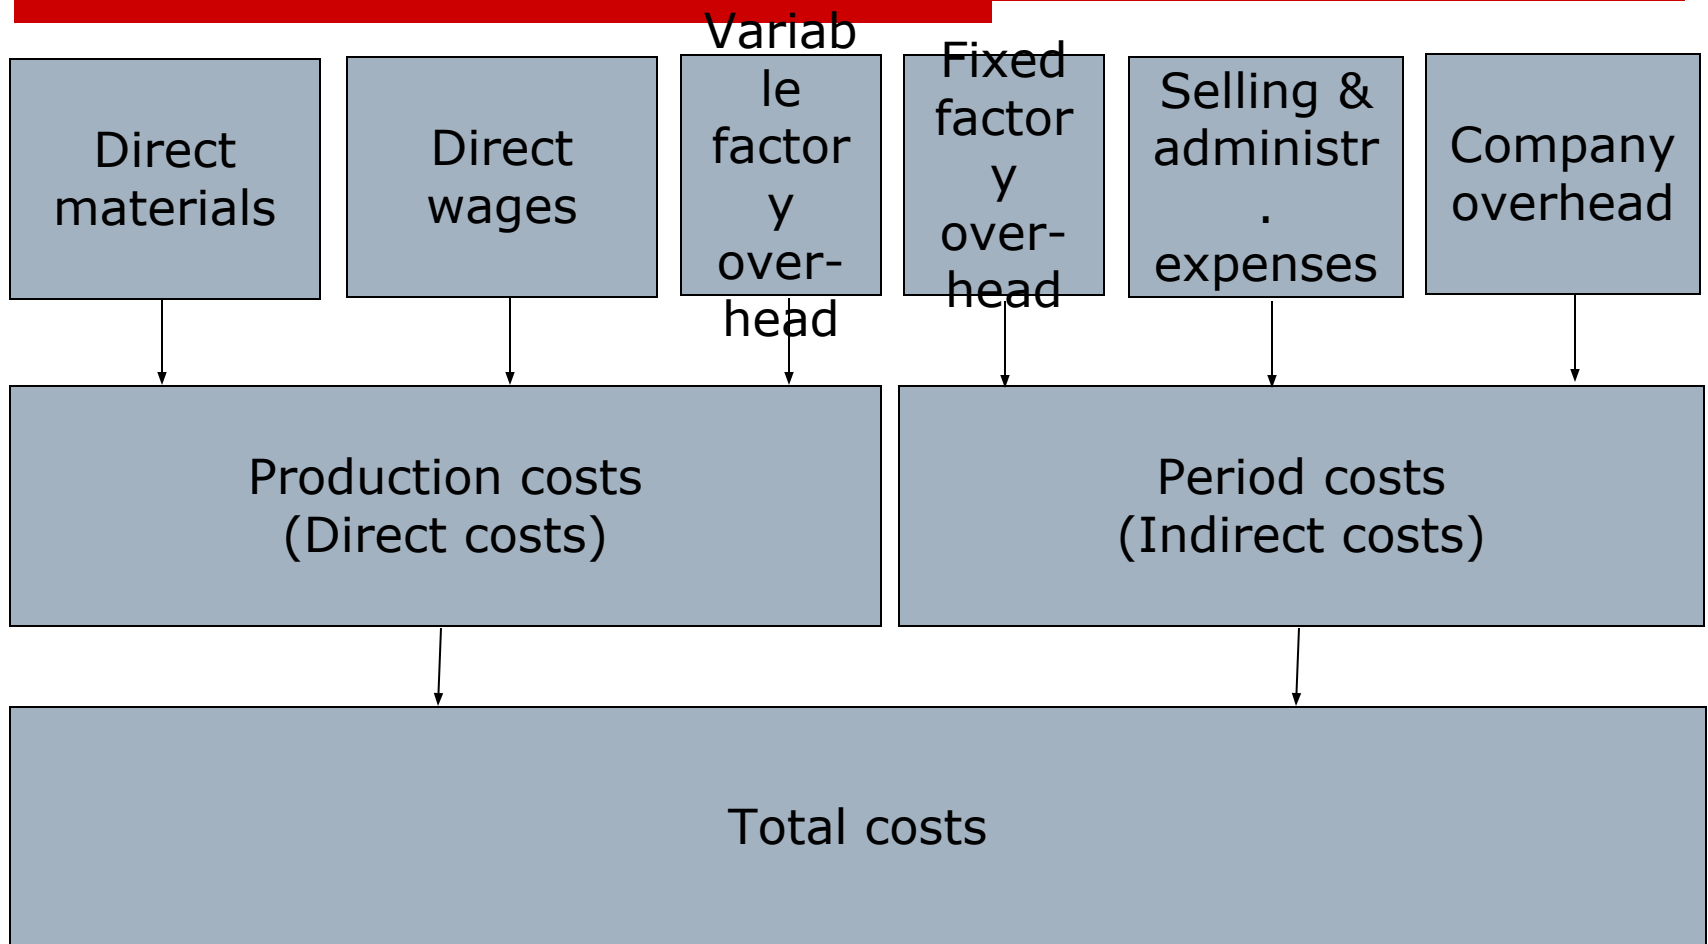 Direct
materials
Direct
wages
Variab
le
factor
y
over-
head
Fixed
factor
y
over-
head
Selling &
administr
.
expenses
Company
overhead
Production costs
(Direct costs)
Period costs
(Indirect costs)
Total costs